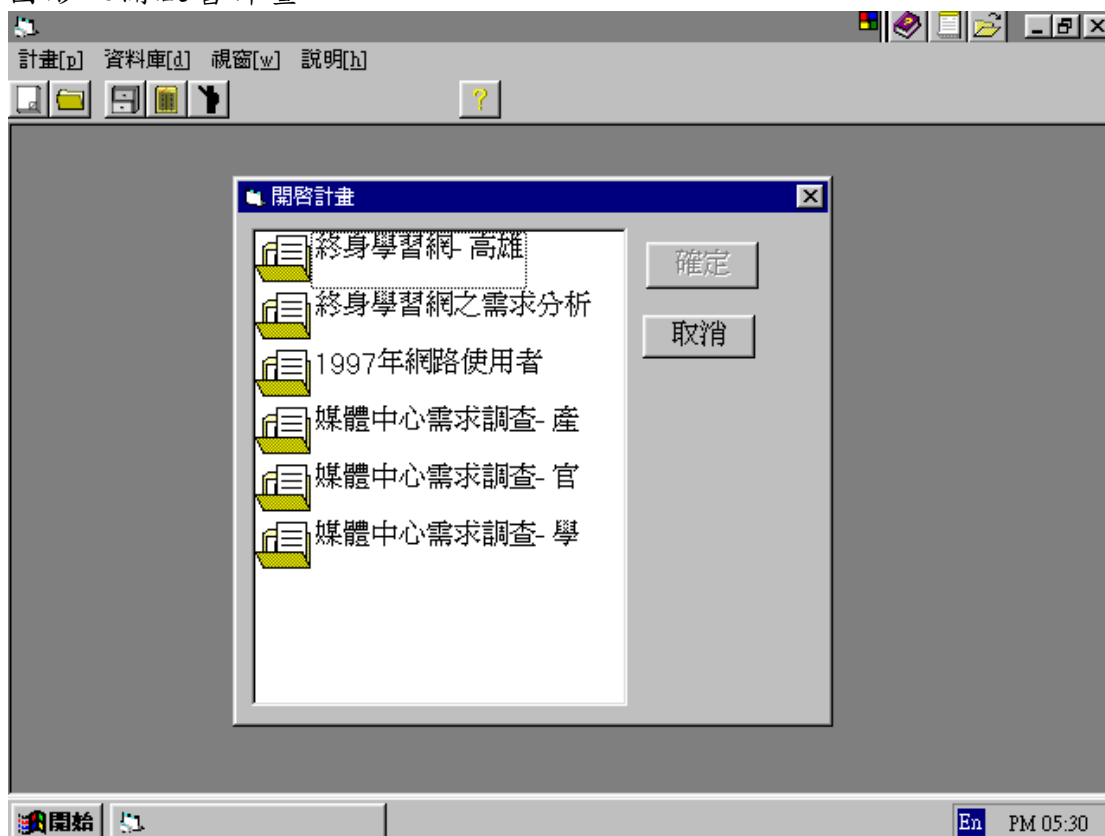 計畫[p] 資料庫[d] 視窗[w] 說明[h]
開啓計畫
終身學習網- 高雄
確定
終身學習網之需求分析
取消
1997年網路使用者
媒體中心需求調查- 產
媒體中心需求調查- 官
媒體中心需求調查- 學
開始
En PM 05:30